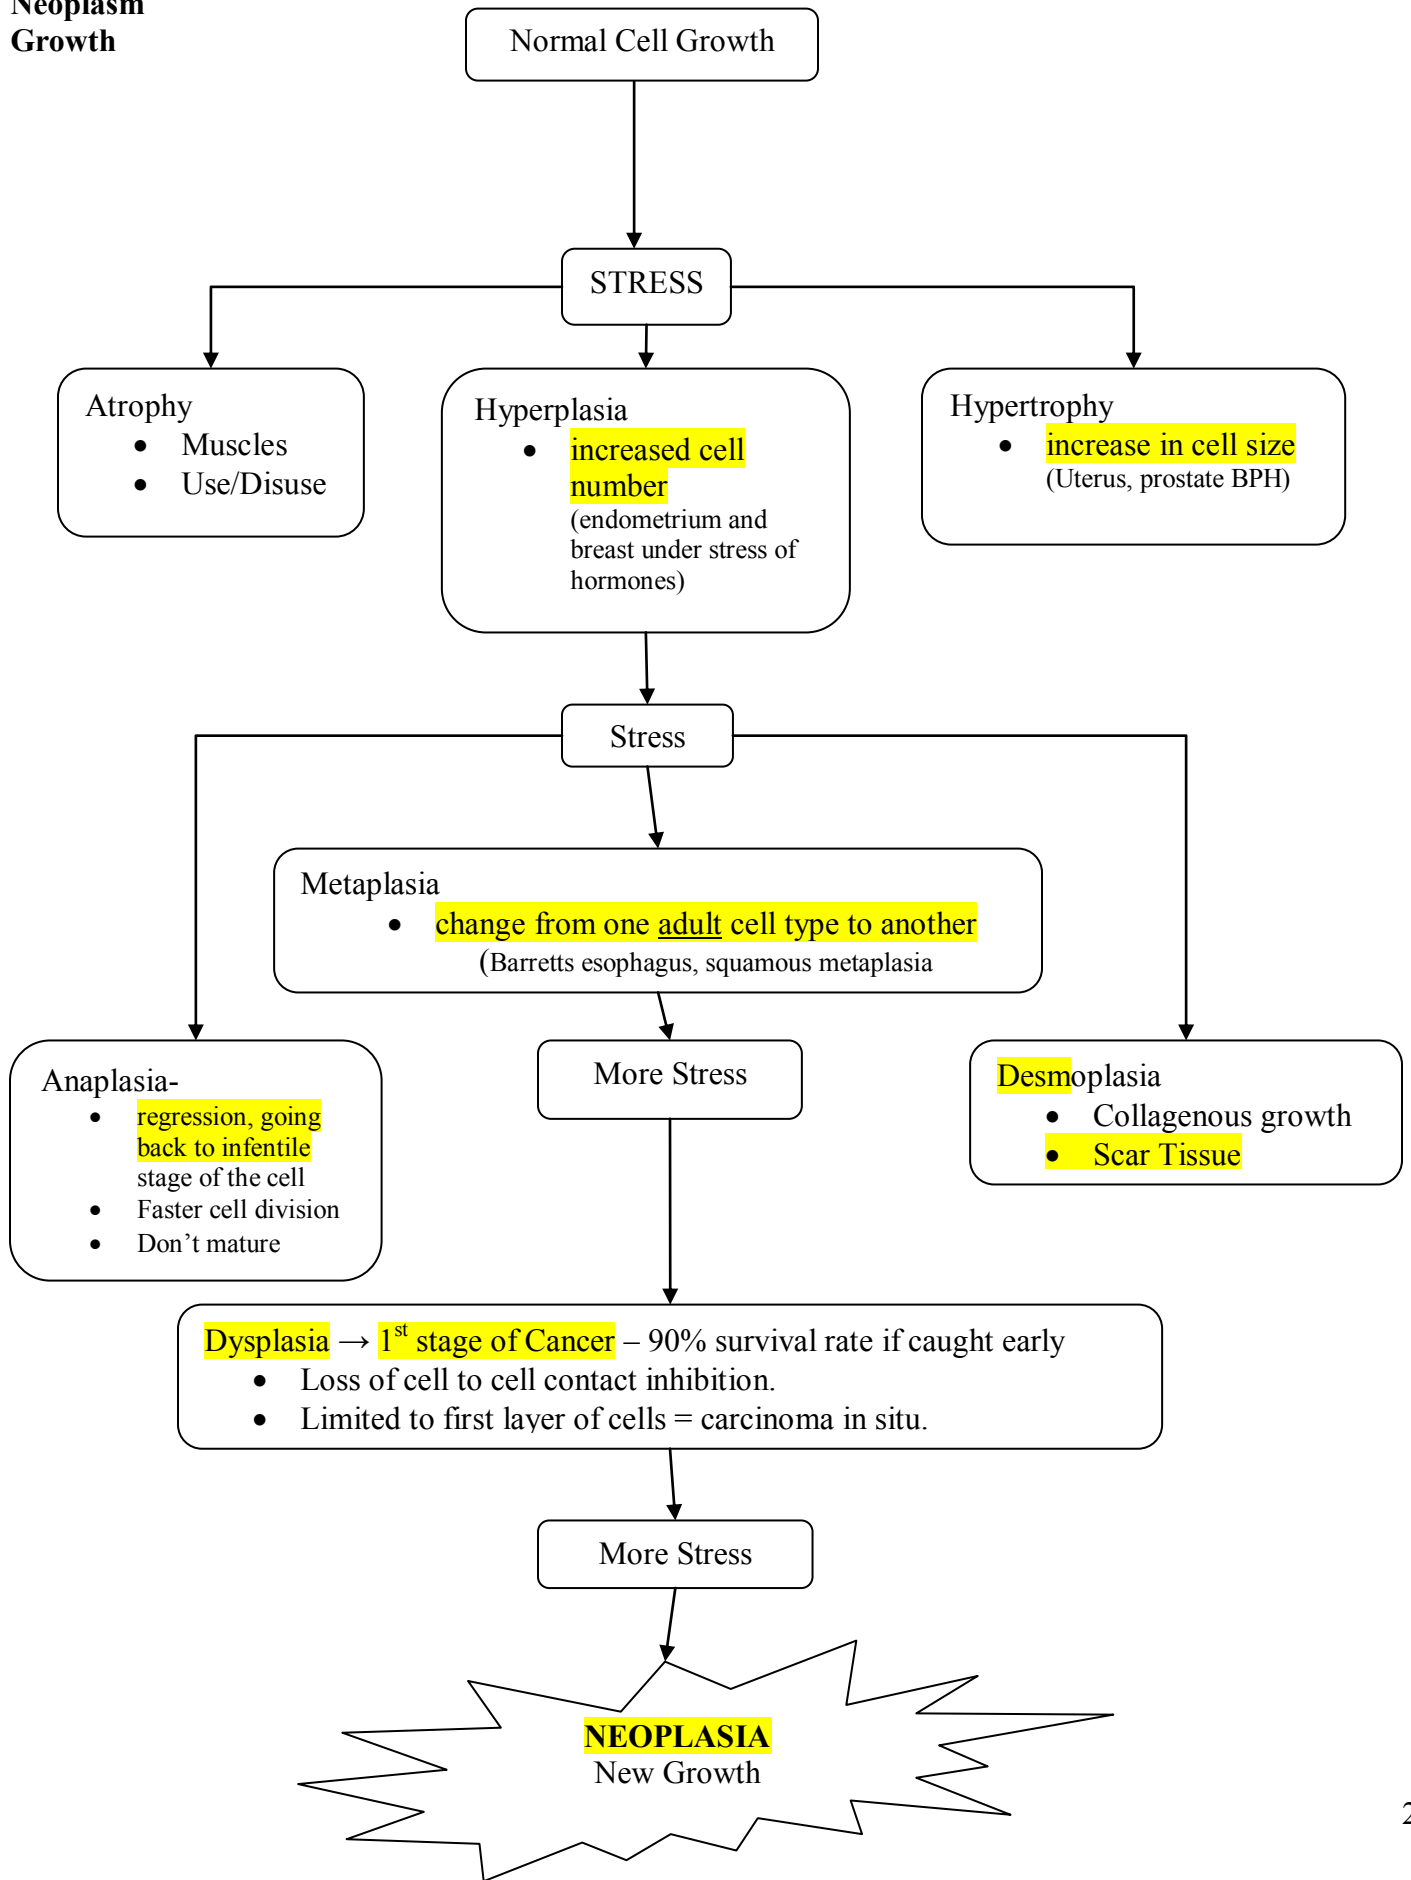 Neoplasm
Growth
Normal Cell Growth
STRESS
Atrophy
• Muscles
• Use/Disuse
Hyperplasia
• increased cell
number
(endometrium and
breast under stress of
hormones)
Hypertrophy
• increase in cell size
(Uterus, prostate BPH)
Stress
Metaplasia
• change from one adult cell type to another
(Barretts esophagus, squamous metaplasia
Anaplasia-
• regression, going
back to infentile
stage of the cell
• Faster cell division
• Don’t mature
More Stress
Desmoplasia
• Collagenous growth
• Scar Tissue
Dysplasia → 1st stage of Cancer – 90% survival rate if caught early
• Loss of cell to cell contact inhibition.
• Limited to first layer of cells = carcinoma in situ.
More Stress
NEOPLASIA
New Growth
2